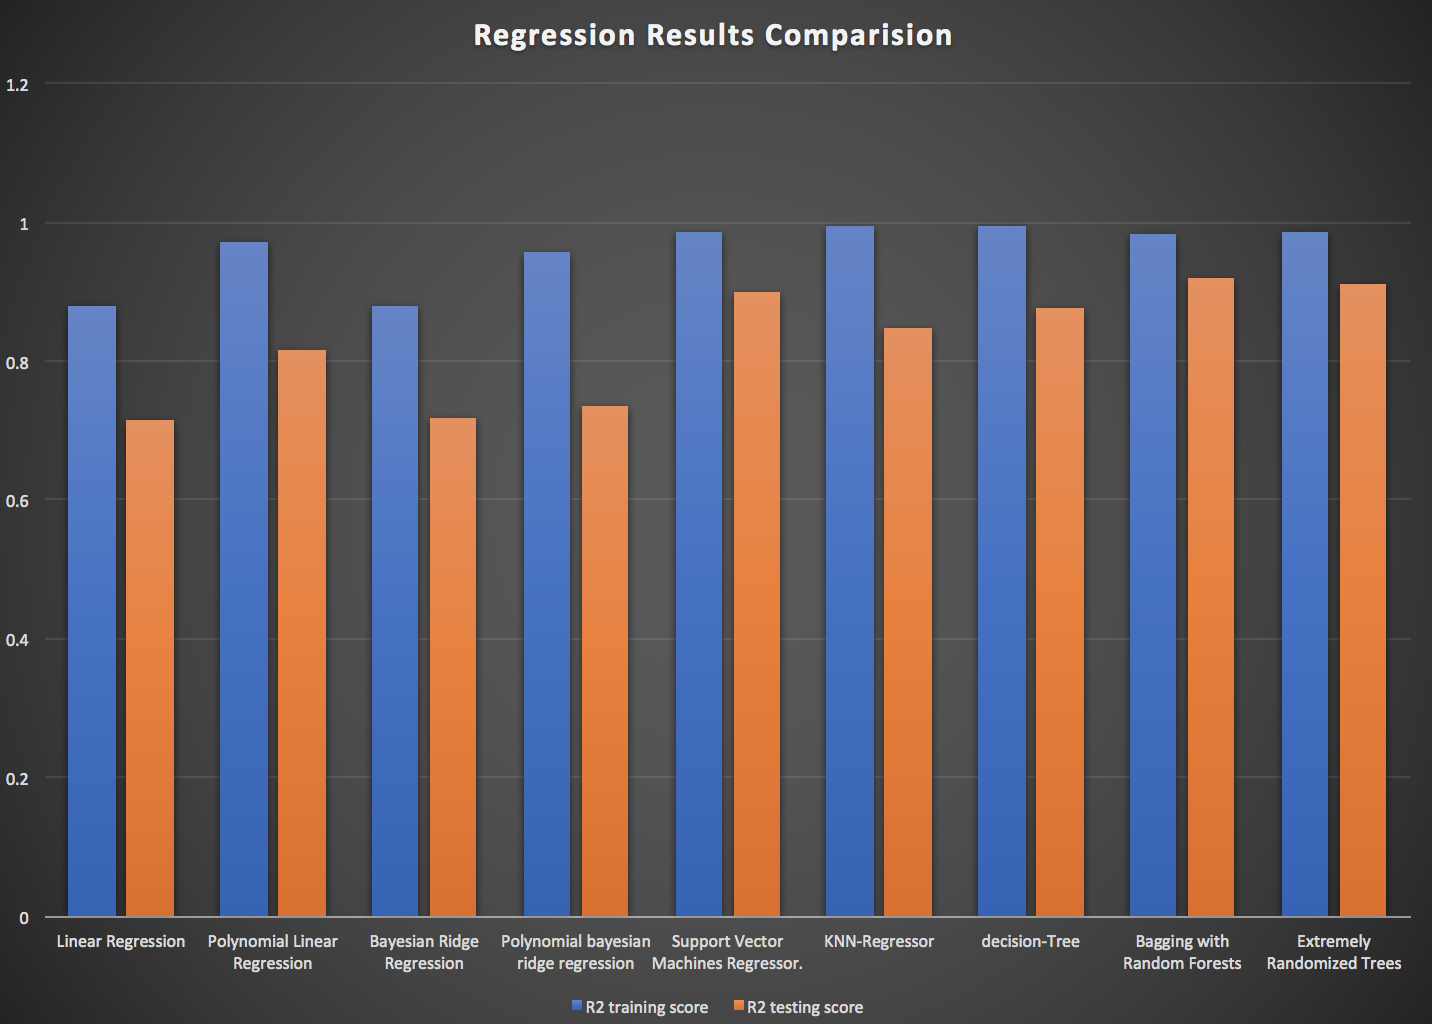 Regression Results Comparision
1.2
1
0.8
0.6
0.4
0.2
0
Linear Regression
Polynomial Linear
Regression
Bayesian Ridge
Regression
Polynomial bayesian
ridge regression
Support Vector
Machines Regressor.
KNN-Regressor
decision-Tree
Bagging with
Random Forests
Extremely
Randomized Trees
R2 training score
R2 testing score